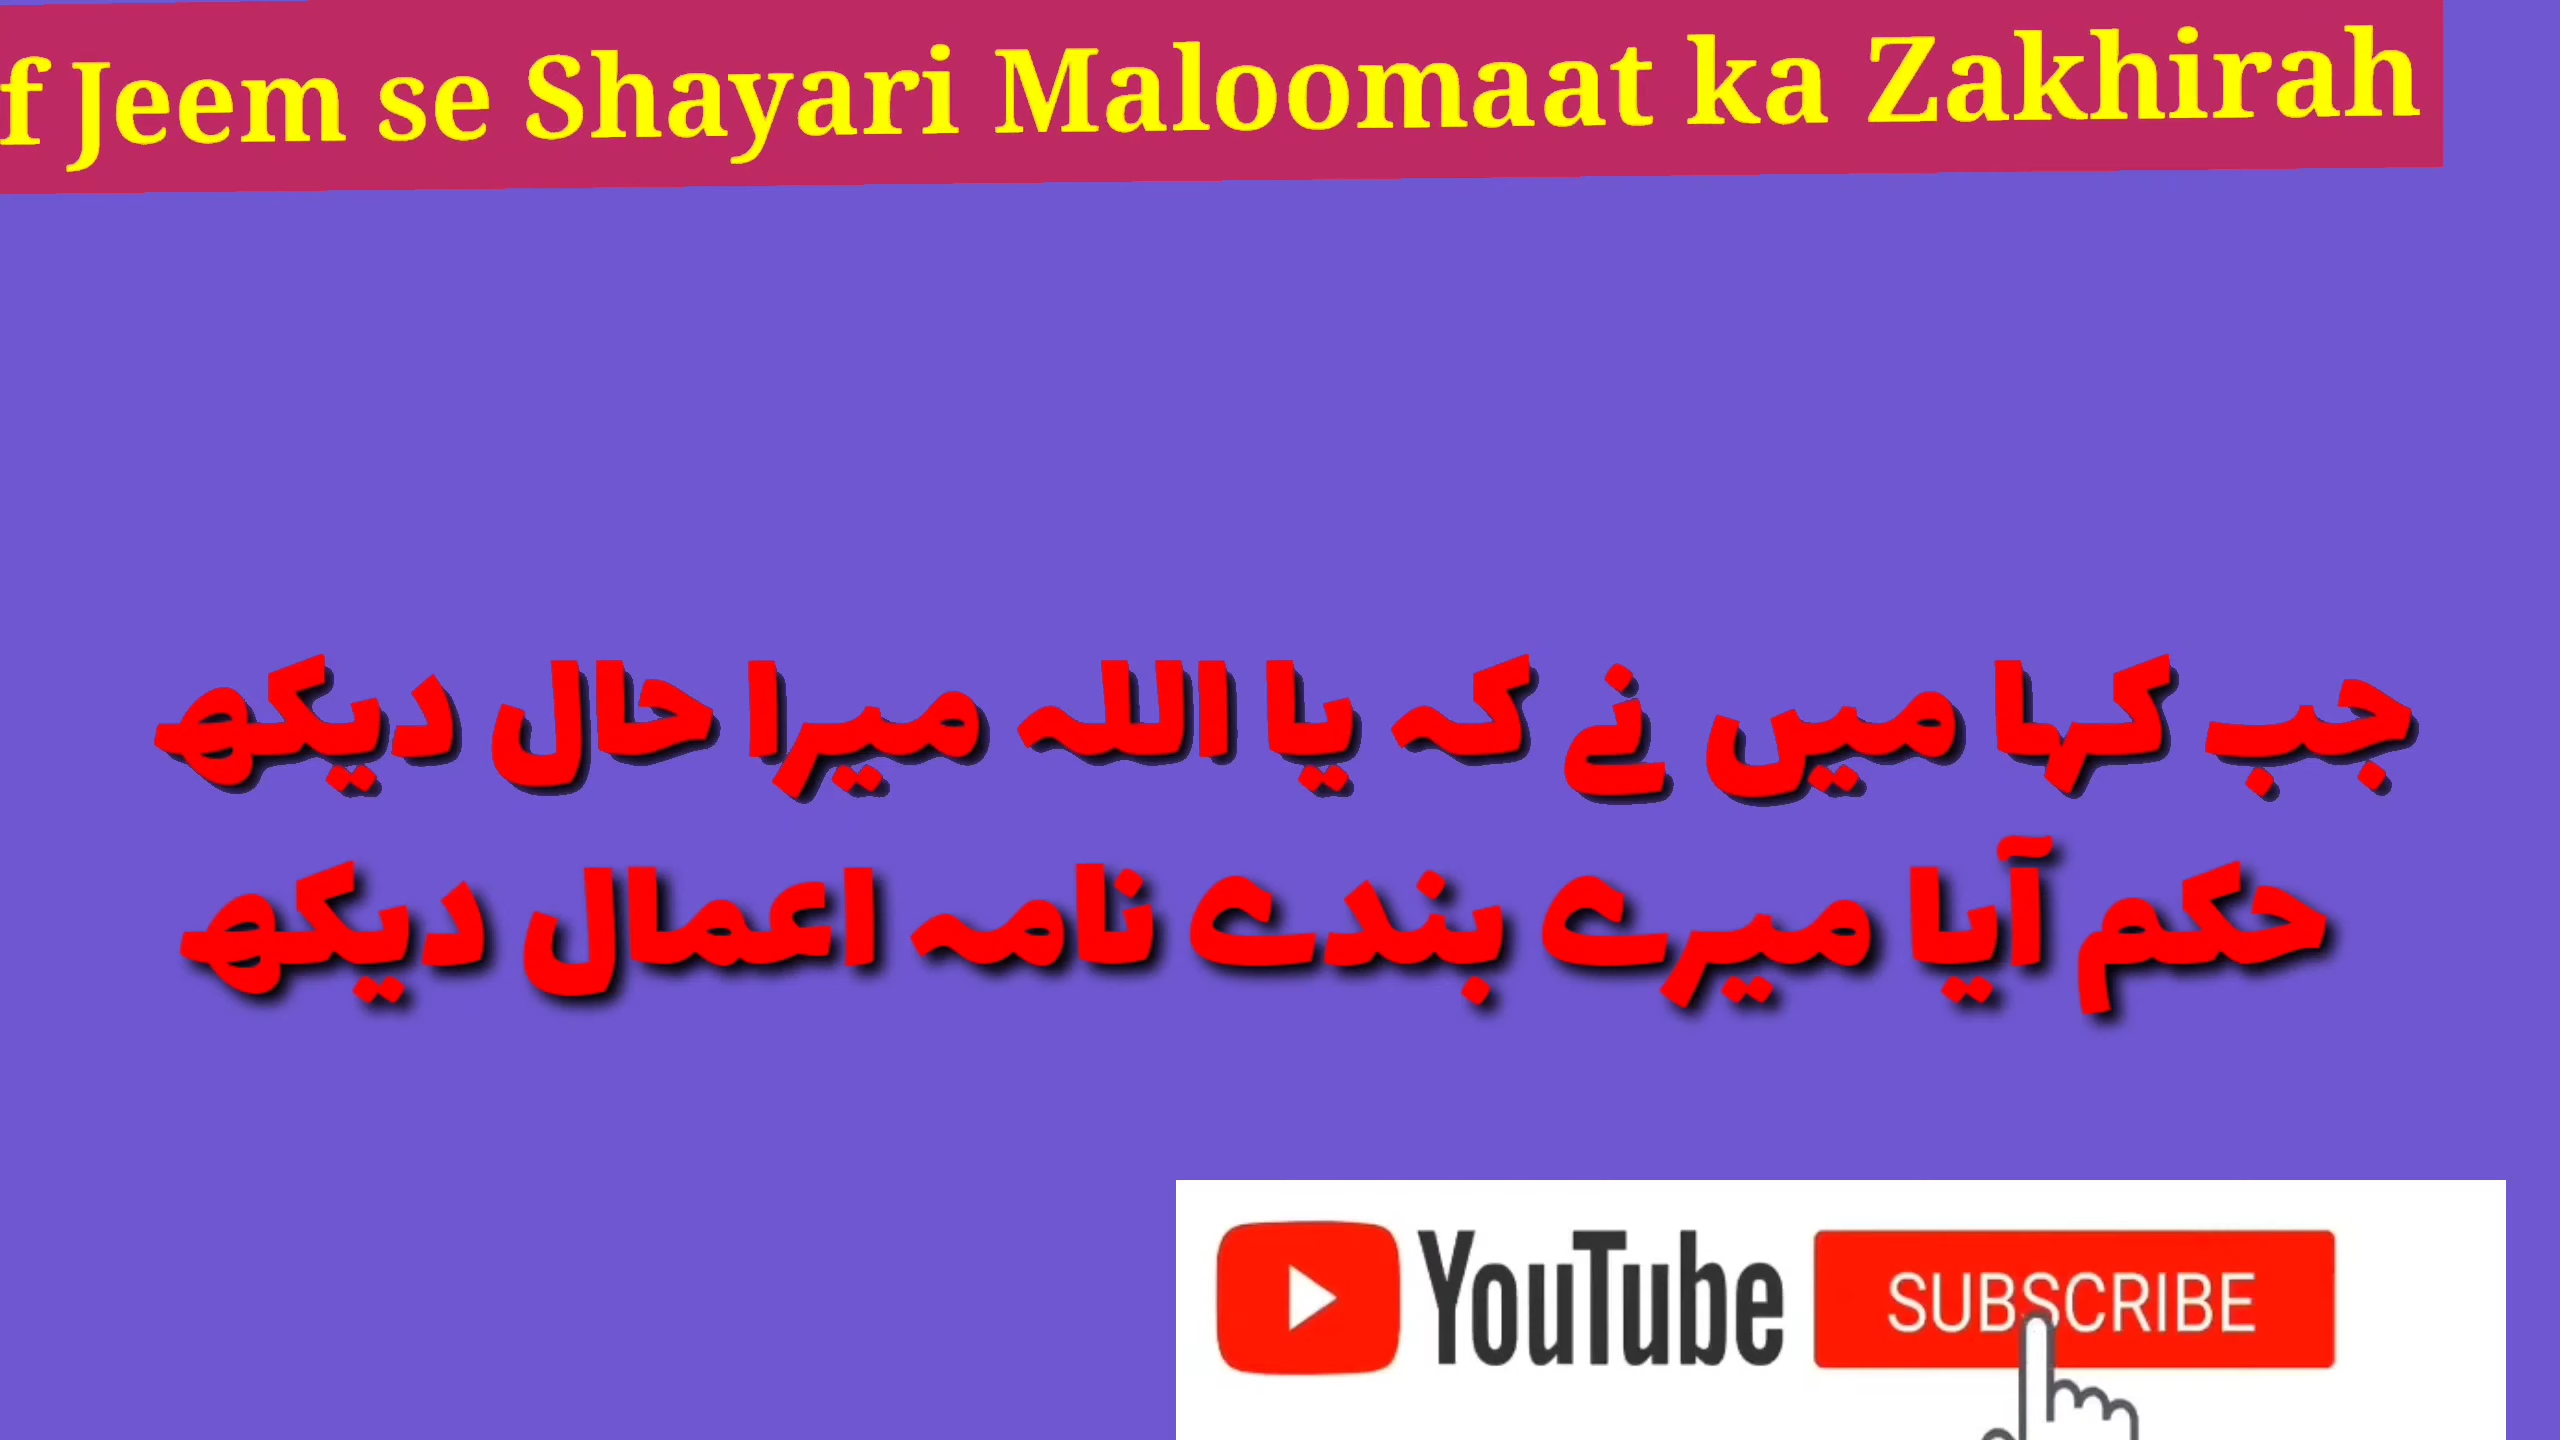 f Jeem se Shayari Maloomaat ka Zakhirah
جب کہا میں نے کہ یا اللہ میرا حال دیکھ
حکم آیا میرے بندے نامہ اعمال دیکھ
YouTube SUBSCRIBE